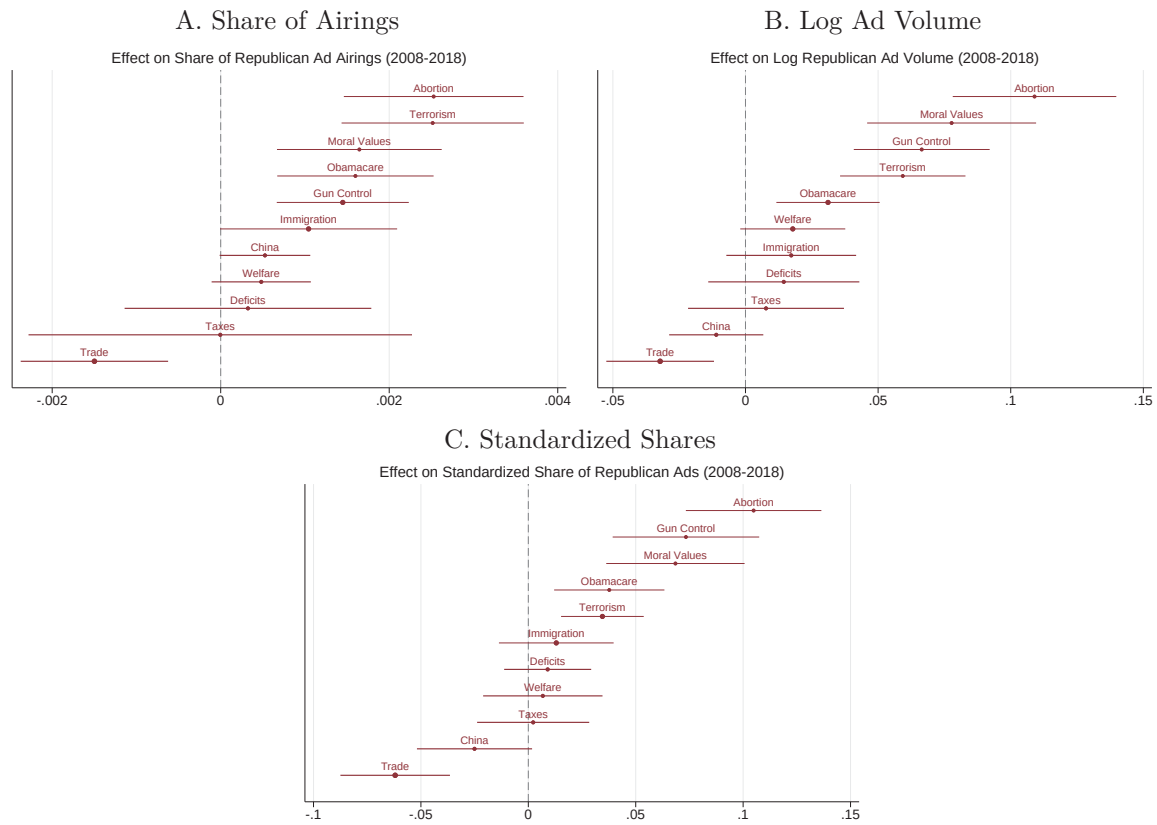 A. Share of Airings
Effect on Share of Republican Ad Airings (2008-2018)
Abortion
Terrorism
Moral Values
Obamacare
Gun Control
Immigration
China
Welfare
Deficits
Taxes
Trade
-.002 0 .002 .004
B. Log Ad Volume
Effect on Log Republican Ad Volume (2008-2018)
Abortion
Moral Values
Gun Control
Terrorism
Obamacare
Welfare
Immigration
Deficits
Taxes
China
Trade
-.05 0 .05 .1 .15
C. Standardized Shares
Effect on Standardized Share of Republican Ads (2008-2018)
Abortion
Gun Control
Moral Values
Obamacare
Terrorism
Immigration
Deficits
Welfare
Taxes
China
Trade
-.1 -.05 0 .05 .1 .15